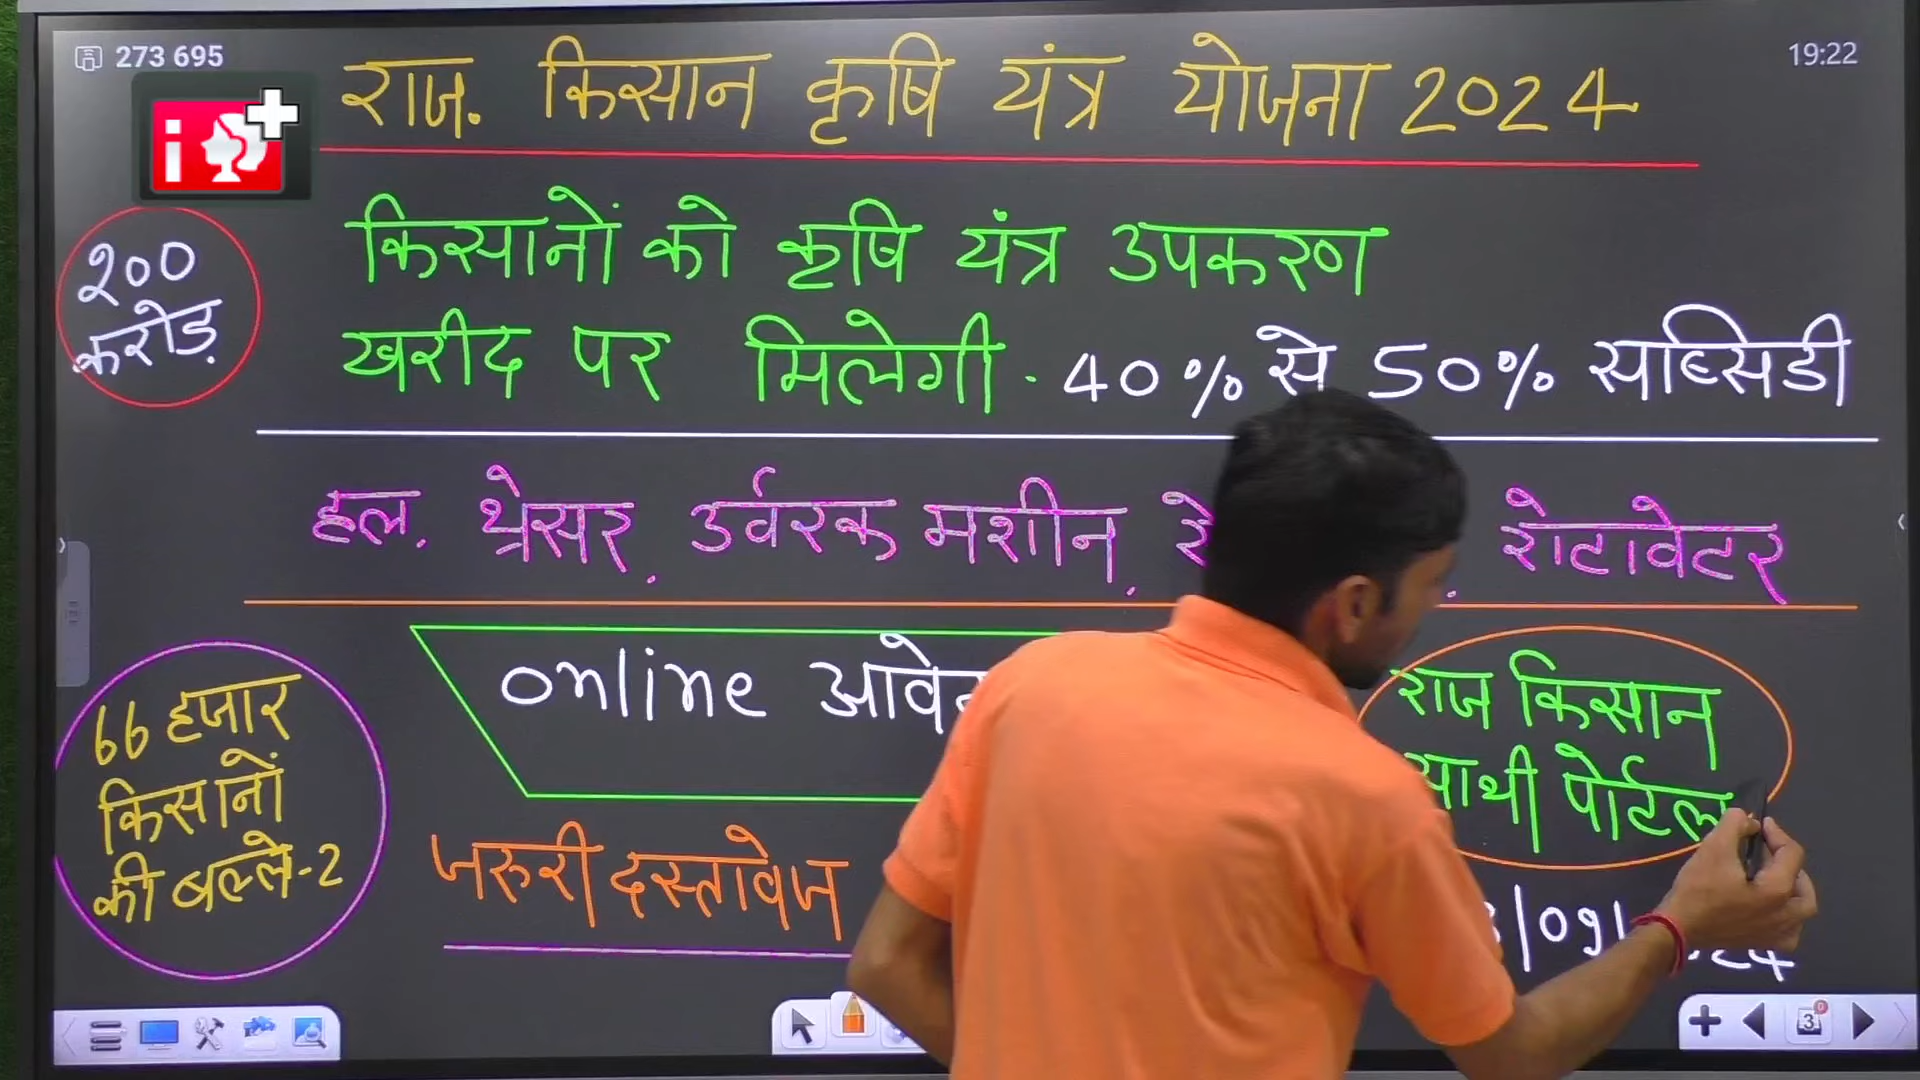 273 695
19:22
राज. किसान कृषि यंत्र योजना 2024
i
२००
करोड़
किसानों को कृषि यंत्र उपकरण
खरीद पर मिलेगी. 40% से 50% सब्सिडी
हल, थ्रेसर, उर्वरक मशीन, रोटावेटर
online
66 हजार
किसानों
की बल्ले-2
राज किसान
पोर्टल
जरुरी दस्तावेज
3